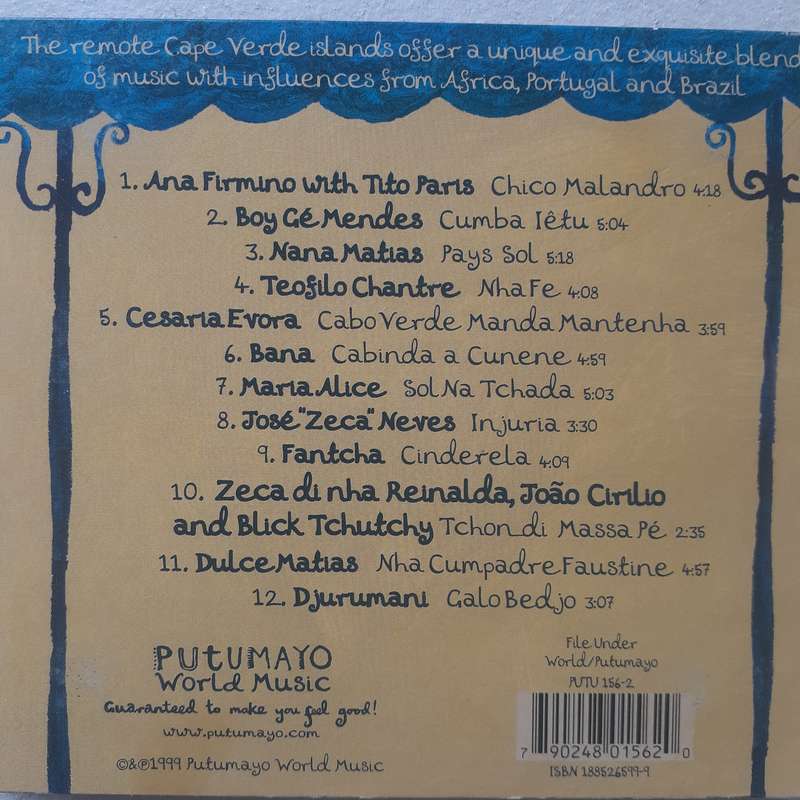 The remote Cape Verde islands offer a unique and exquisite blend
of music with influences from Africa, Portugal and Brazil
1. Ana Firmino with Tito Paris Chico Malandro 4:18
2. Boy Gé Mendes Cumba Iêtu 5:04
3. Nana Matias Pays Sol 5:18
4. Teofilo Chantre Nha Fe 4:08
5. Cesaria Evora Cabo Verde Manda Mantenha 3:59
6. Bana Cabinda a Cunene 4:59
7. Maria Alice Sol Na Tchada 5:03
8. José "Zeca" Neves Injuria 3:30
9. Fantcha Cinderela 4:09
10. Zeca di nha Reinalda, João Cirilio
and Blick Tchutchy Tchon di Massa Pé 2:35
11. Dulce Matias Nha Cumpadre Faustine 4:57
12. Djurumani Galo Bedjo 3:07
PUTUMAYO
World Music
Guaranteed to make you feel good!
www.putumayo.com
©&℗1999 Putumayo World Music
File Under
World/Putumayo
PUTU 156-2
7 90248 01562 0
ISBN 188526599-9